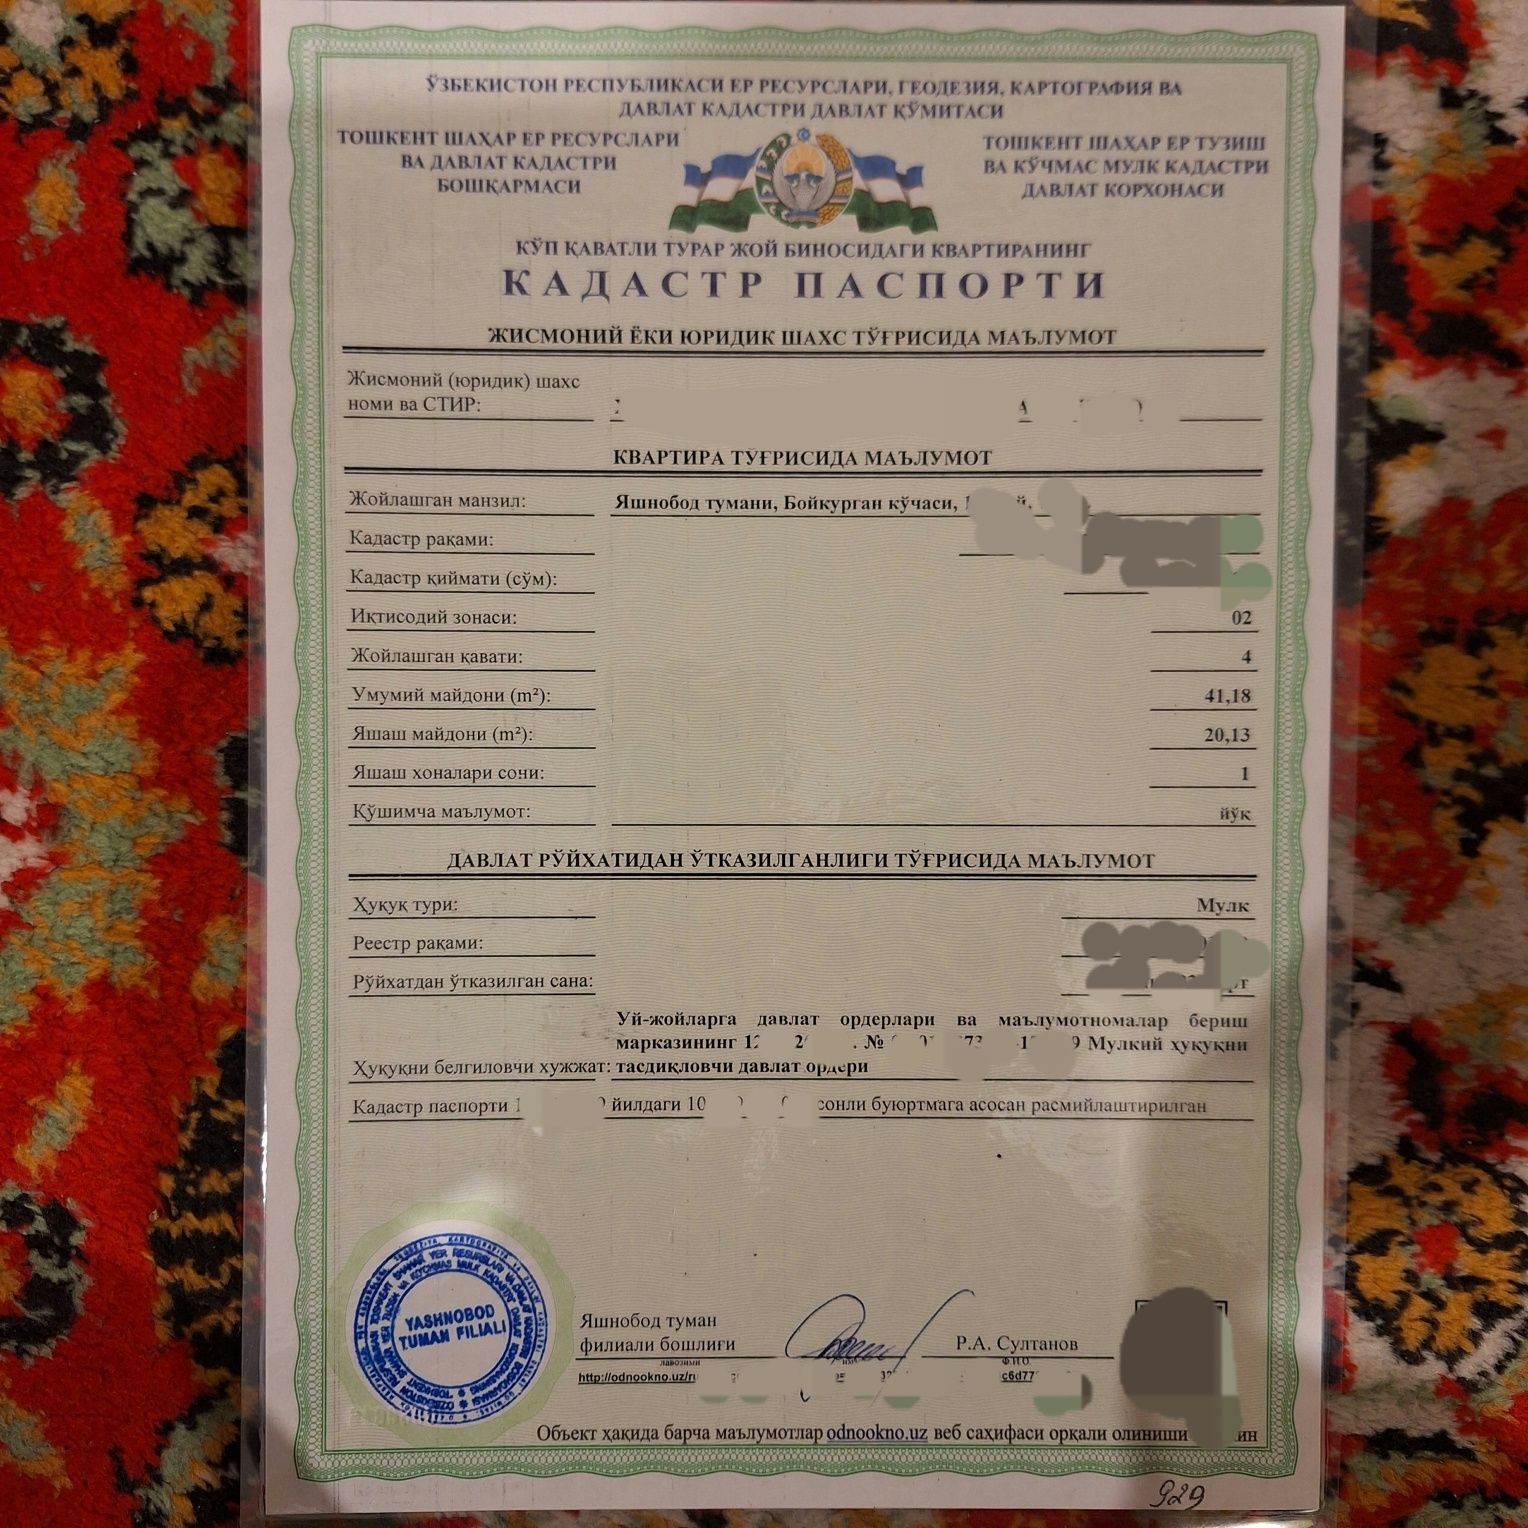 ЎЗБЕКИСТОН РЕСПУБЛИКАСИ ЕР РЕСУРСЛАРИ, ГЕОДЕЗИЯ, КАРТОГРАФИЯ ВА
ДАВЛАТ КАДАСТРИ ДАВЛАТ ҚЎМИТАСИ
ТОШКЕНТ ШАҲАР ЕР РЕСУРСЛАРИ
ВА ДАВЛАТ КАДАСТРИ
БОШҚАРМАСИ
ТОШКЕНТ ШАҲАР ЕР ТУЗИШ
ВА КЎЧМАС МУЛК КАДАСТРИ
ДАВЛАТ КОРХОНАСИ
КЎП ҚАВАТЛИ ТУРАР ЖОЙ БИНОСИДАГИ КВАРТИРАНИНГ
КАДАСТР ПАСПОРТИ
ЖИСМОНИЙ ЁКИ ЮРИДИК ШАХС ТЎҒРИСИДА МАЪЛУМОТ
Жисмоний (юридик) шахс
номи ва СТИР:
КВАРТИРА ТУҒРИСИДА МАЪЛУМОТ
Жойлашган манзил: Яшнобод тумани, Бойкурган кўчаси,
Кадастр рақами:
Кадастр қиймати (сўм):
Иқтисодий зонаси: 02
Жойлашган қавати: 4
Умумий майдони (m²): 41,18
Яшаш майдони (m²): 20,13
Яшаш хоналари сони: 1
Қўшимча маълумот: йўқ
ДАВЛАТ РЎЙХАТИДАН ЎТКАЗИЛГАНЛИГИ ТЎҒРИСИДА МАЪЛУМОТ
Ҳуқуқ тури: Мулк
Реестр рақами:
Рўйхатдан ўтказилган сана:
Уй-жойларга давлат ордерлари ва маълумотномалар бериш
марказининг № Мулкий ҳуқуқни
Ҳуқуқни белгиловчи хужжат: тасдиқловчи давлат ордери
Кадастр паспорти йилдаги 10 сонли буюртмага асосан расмийлаштирилган
YASHNOBOD
TUMAN FILIALI
Яшнобод туман
филиали бошлиғи Р.А. Султанов
лавозими Ф.И.О.
http://odnookno.uz/ru
Объект ҳақида барча маълумотлар odnookno.uz веб саҳифаси орқали олиниши
929